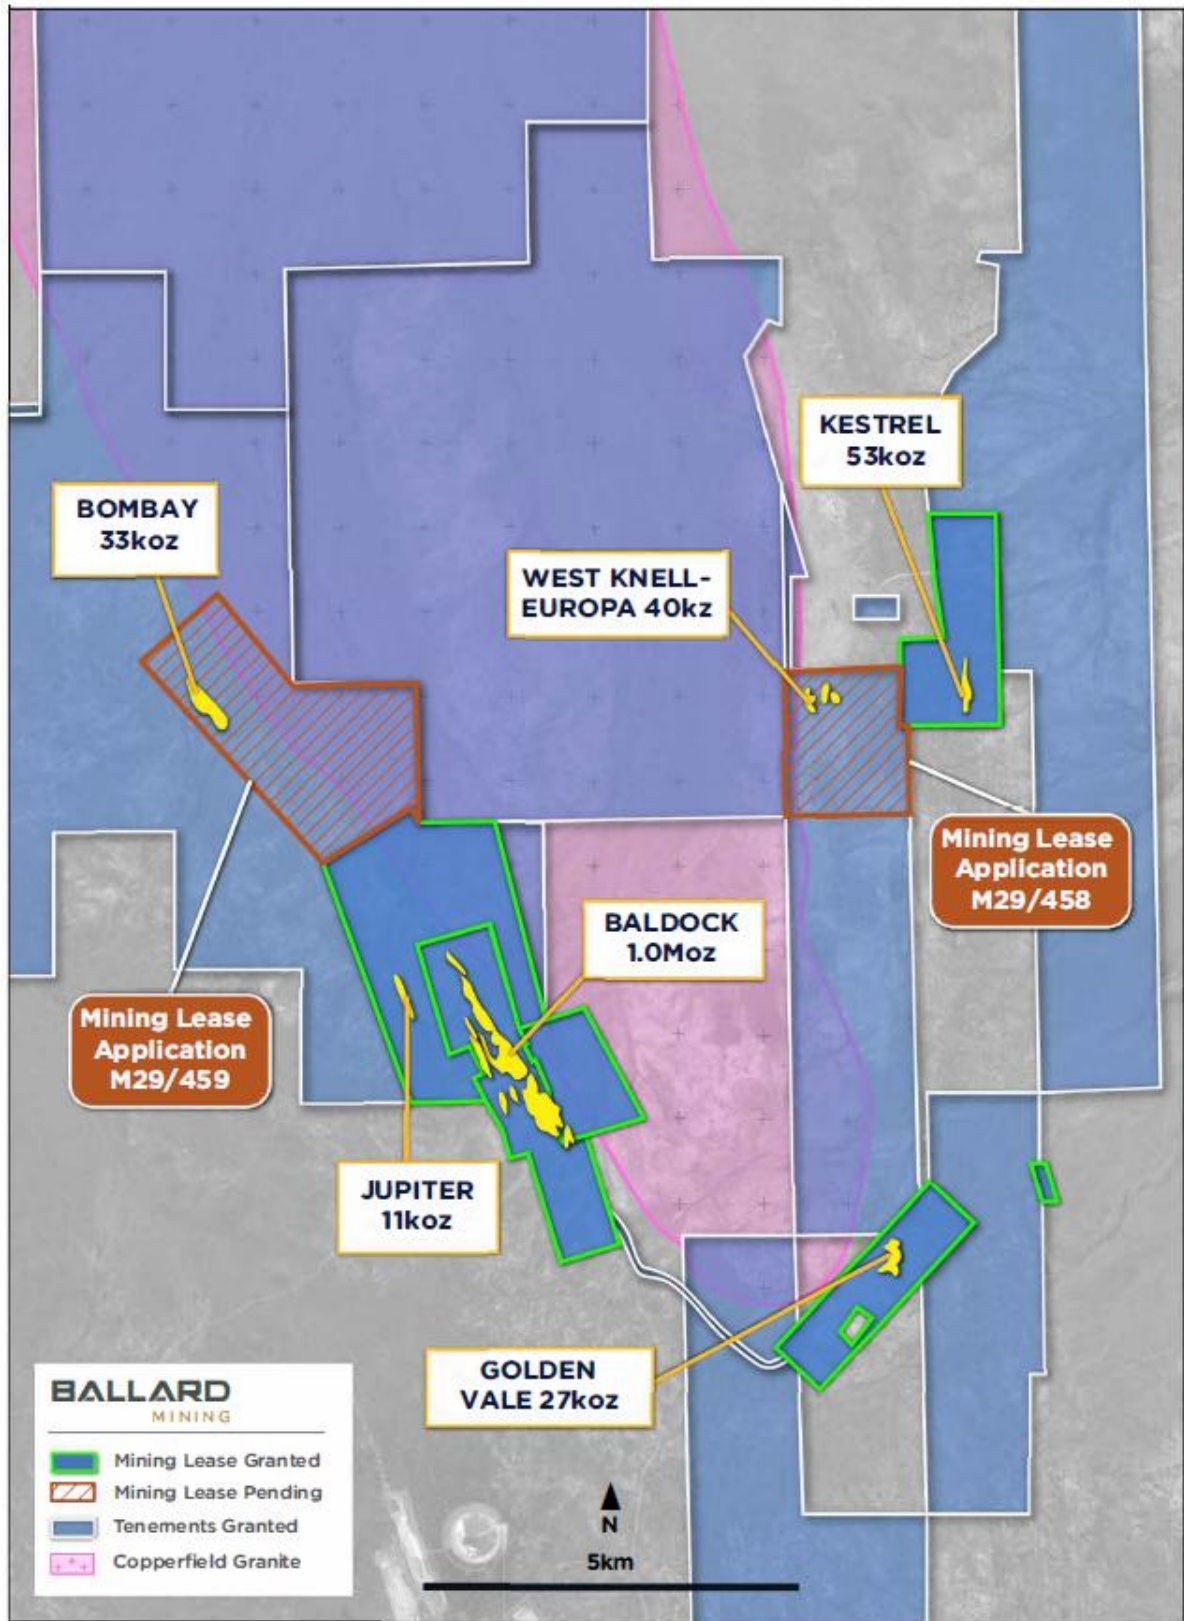 KESTREL
53koz
BOMBAY
33koz
WEST KNELL-
EUROPA 40kz
Mining Lease
Application
M29/458
BALDOCK
1.0Moz
Mining Lease
Application
M29/459
JUPITER
11koz
GOLDEN
VALE 27koz
BALLARD
MINING
Mining Lease Granted
Mining Lease Pending
Tenements Granted
Copperfield Granite
N
5km